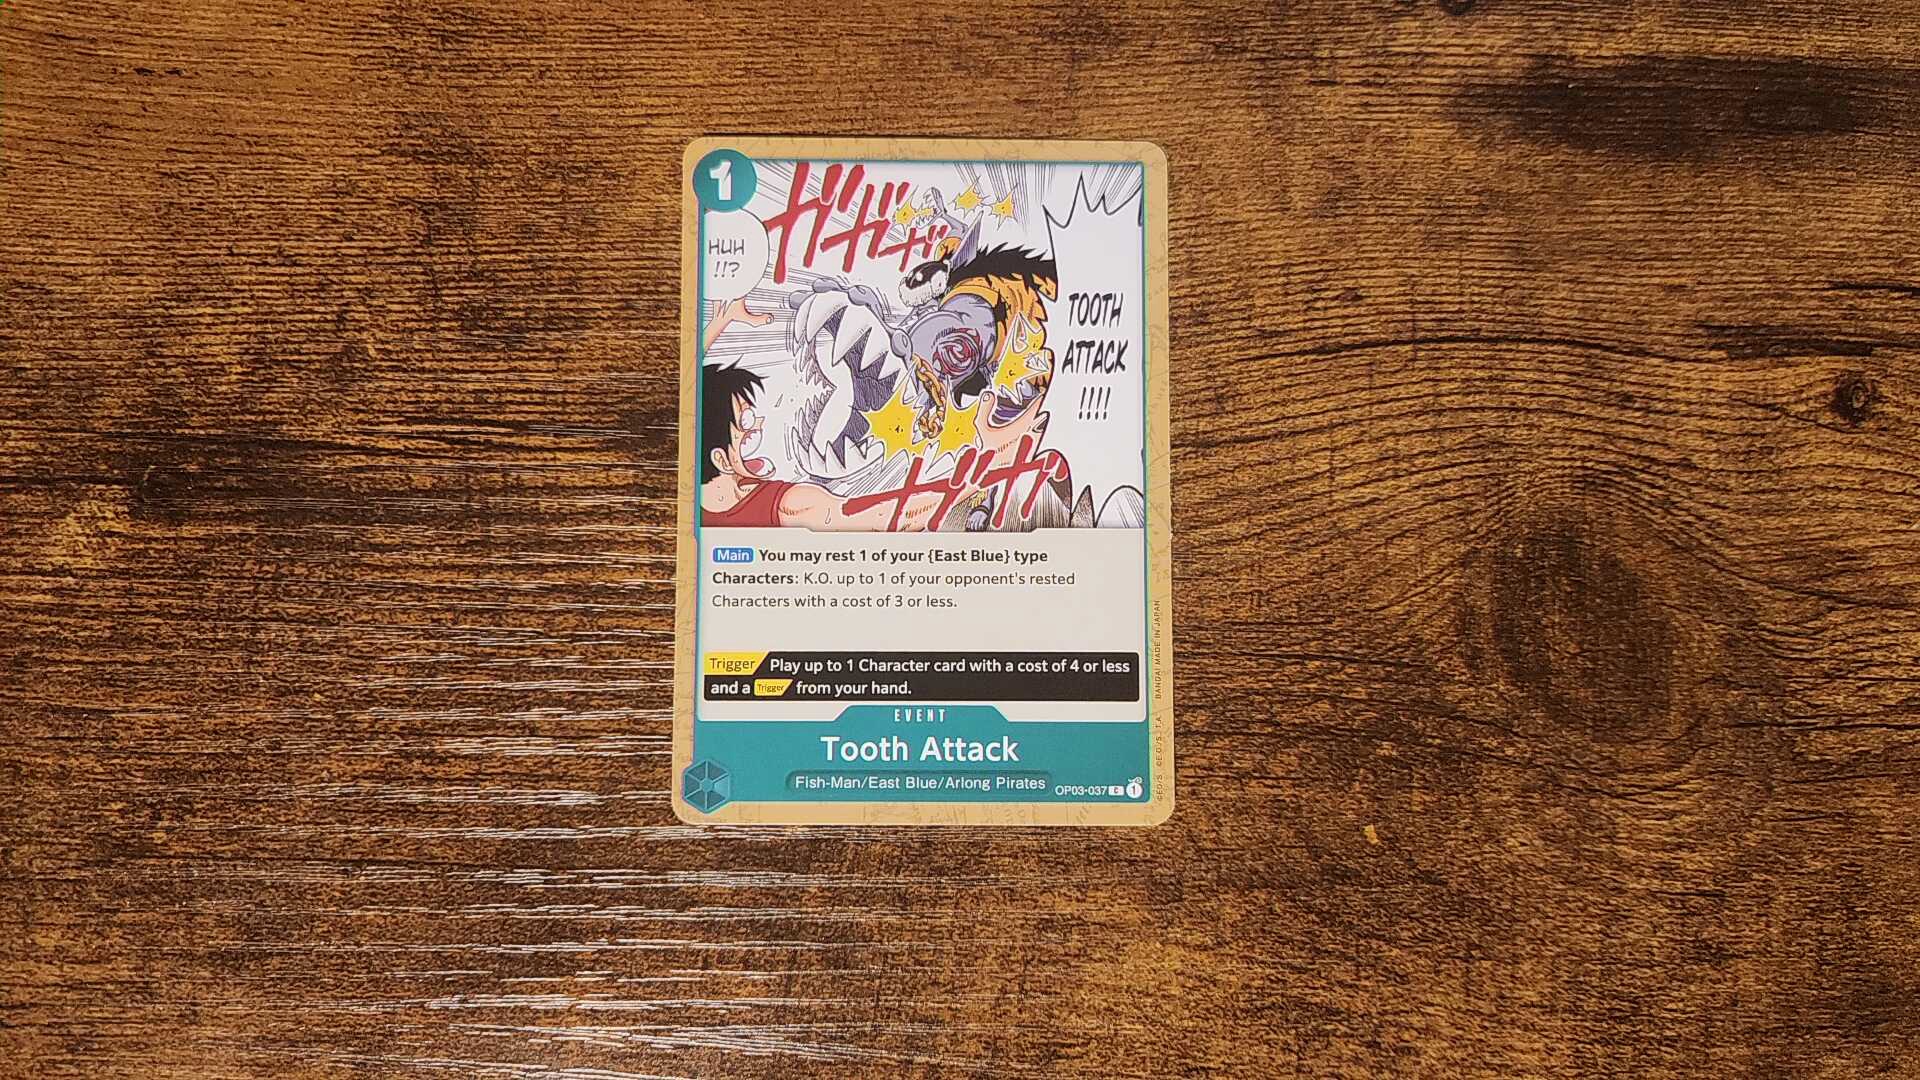 1
HUH
!!?
ガガガガ
TOOTH
ATTACK
!!!!
ガガ
Main You may rest 1 of your {East Blue} type
Characters: K.O. up to 1 of your opponent's rested
Characters with a cost of 3 or less.
Trigger Play up to 1 Character card with a cost of 4 or less
and a Trigger from your hand.
EVENT
Tooth Attack
Fish-Man/East Blue/Arlong Pirates
OP03-037 C 1
©E.O./S. ©E.O./S., T.A. BANDAI MADE IN JAPAN